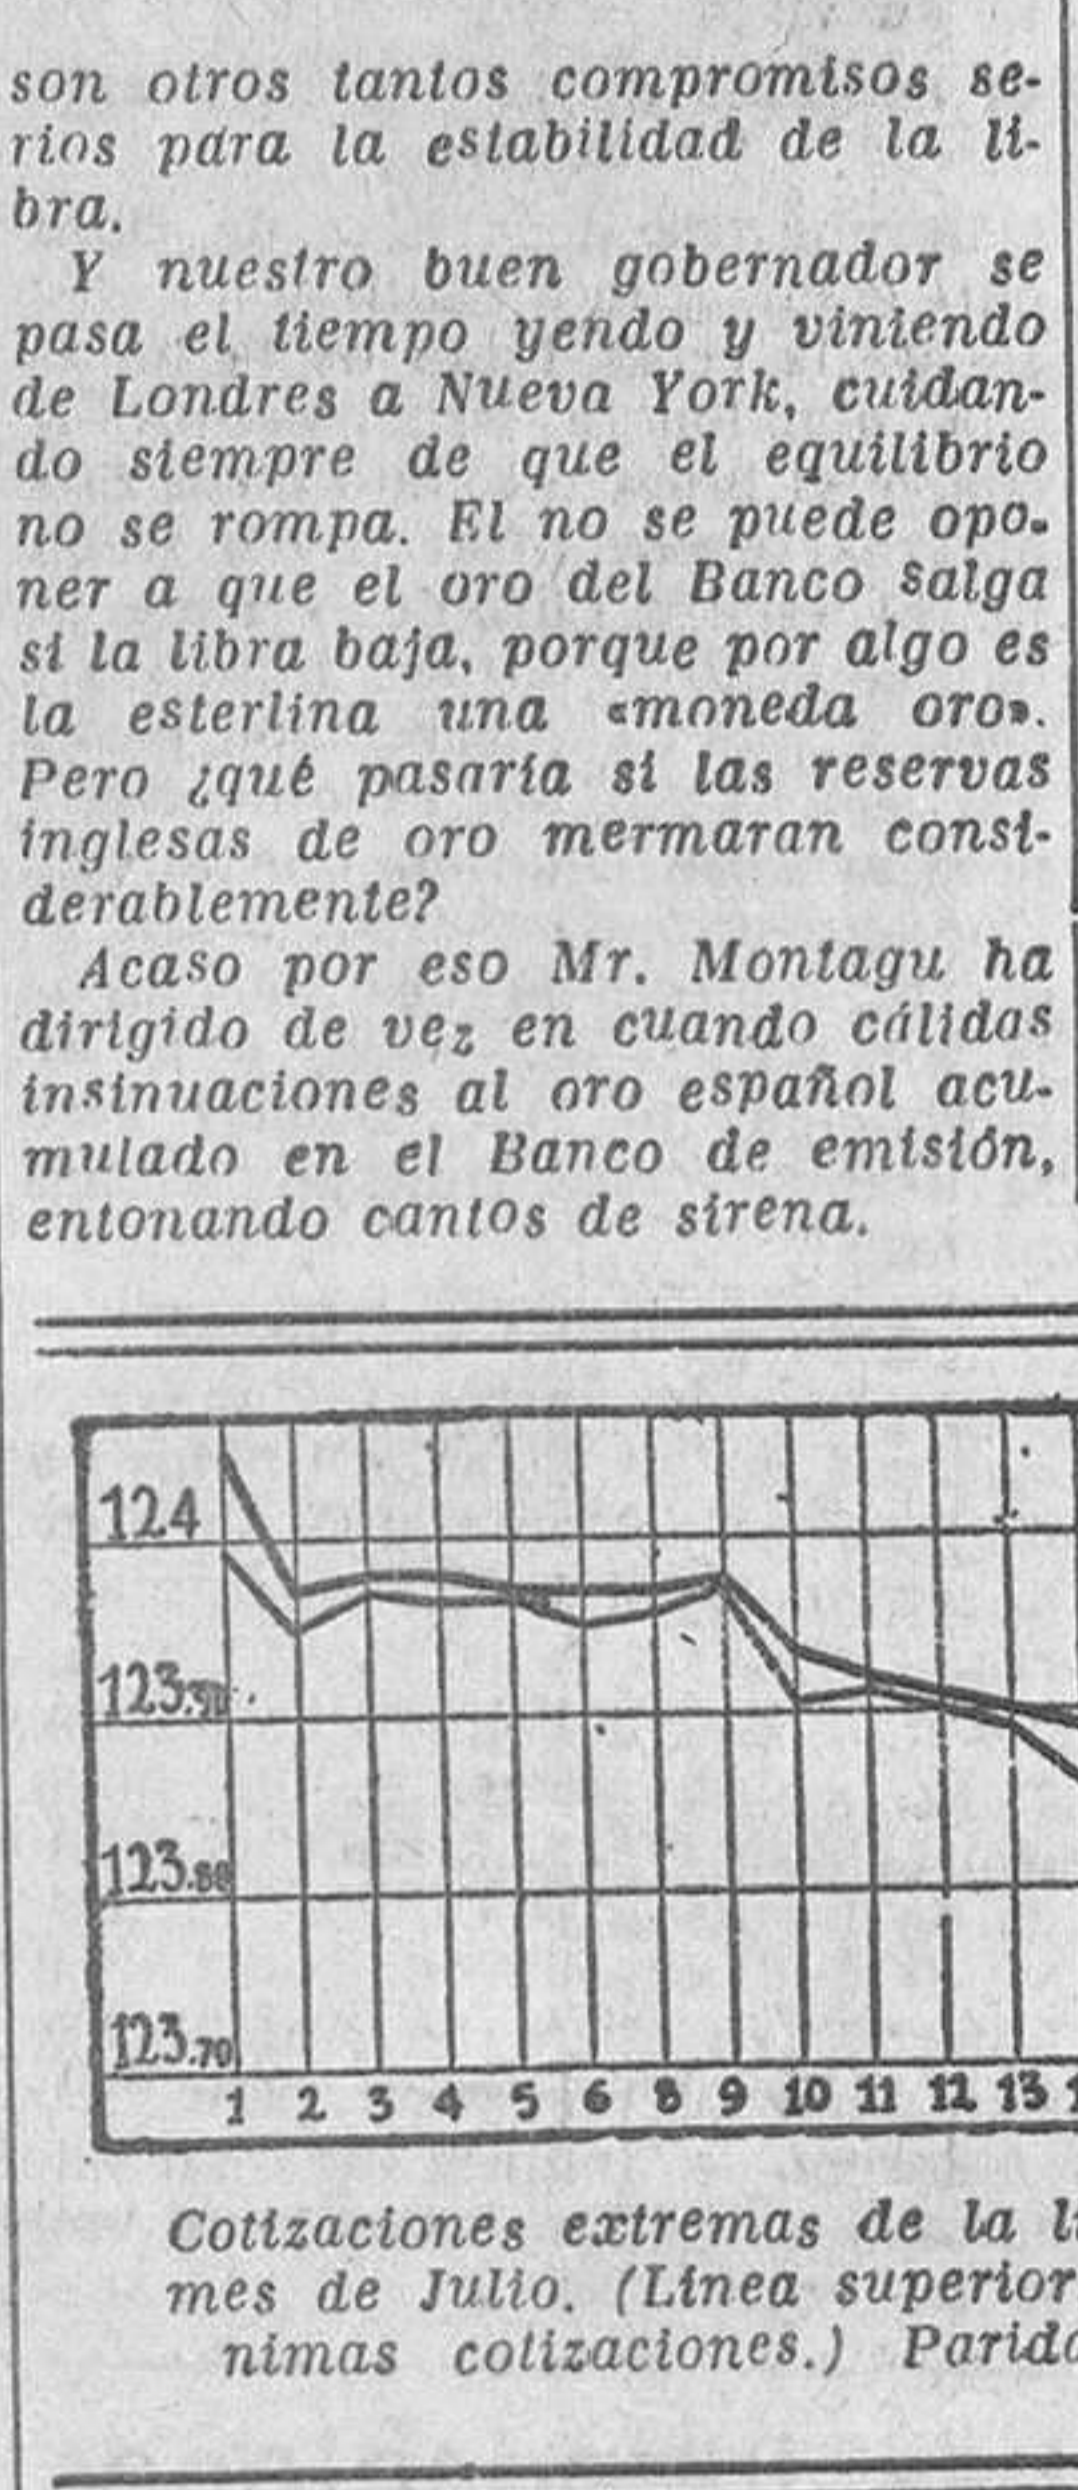 son otros tantos compromisos se-
rios para la estabilidad de la li-
bra.
Y nuestro buen gobernador se
pasa el tiempo yendo y viniendo
de Londres a Nueva York, cuidan-
do siempre de que el equilibrio
no se rompa. El no se puede opo-
ner a que el oro del Banco salga
si la libra baja, porque por algo es
la esterlina una «moneda oro».
Pero ¿qué pasaría si las reservas
inglesas de oro mermaran consi-
derablemente?
Acaso por eso Mr. Montagu ha
dirigido de vez en cuando cálidas
insinuaciones al oro español acu-
mulado en el Banco de emisión,
entonando cantos de sirena.
124
123.90
123.80
123.70
1 2 3 4 5 6 8 9 10 11 12 13
Cotizaciones extremas de la
mes de Julio. (Línea superior
nimas cotizaciones.)